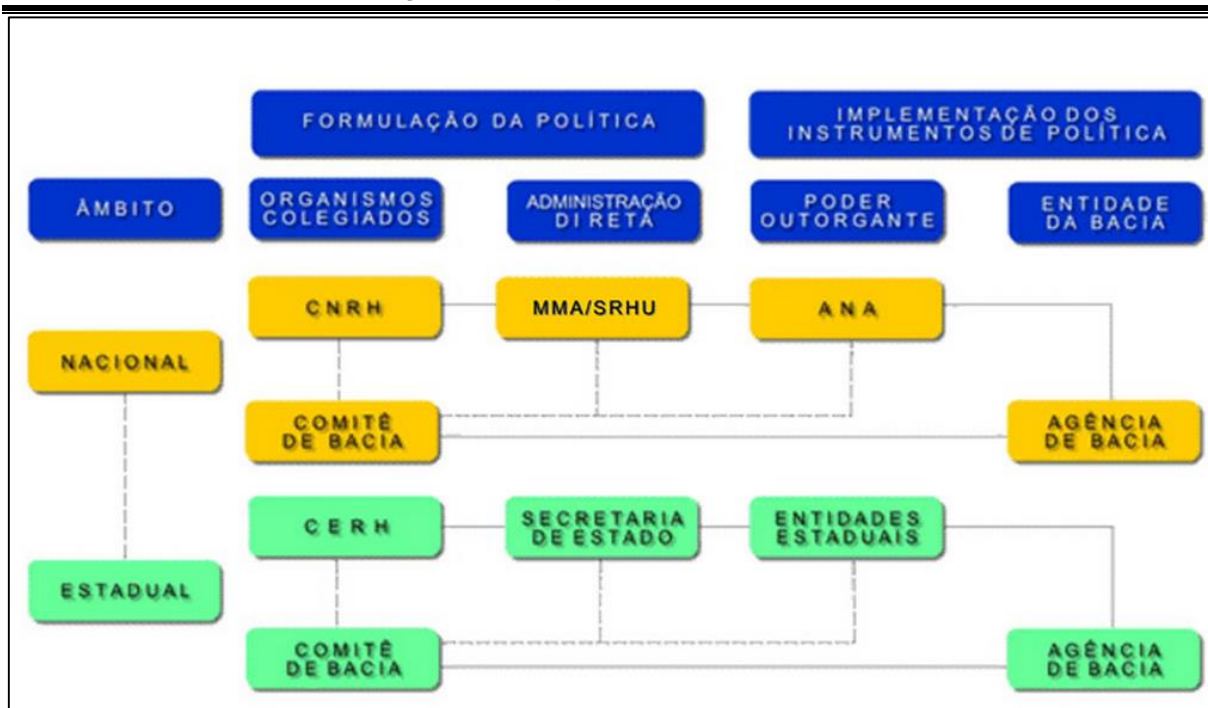 FORMULAÇÃO DA POLÍTICA
IMPLEMENTAÇÃO DOS
INSTRUMENTOS DE POLÍTICA
ÂMBITO
ORGANISMOS
COLEGIADOS
ADMINISTRAÇÃO
DIRETA
PODER
OUTORGANTE
ENTIDADE
DA BACIA
NACIONAL
CNRH
MMA/SRHU
ANA
COMITÊ
DE BACIA
AGÊNCIA
DE BACIA
ESTADUAL
CERH
SECRETARIA
DE ESTADO
ENTIDADES
ESTADUAIS
COMITÊ
DE BACIA
AGÊNCIA
DE BACIA